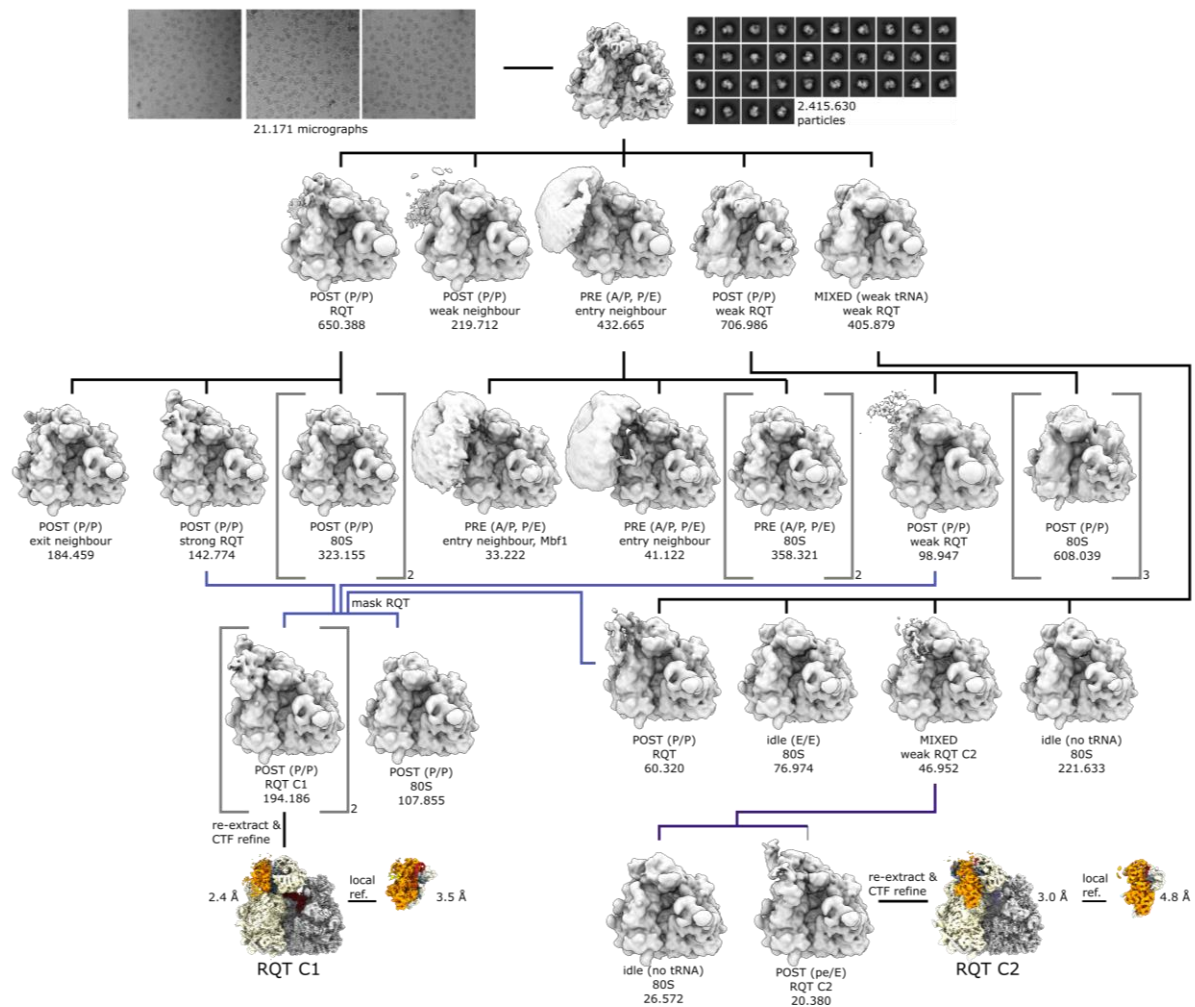 21.171 micrographs
2.415.630
particles
POST (P/P)
RQT
650.388
POST (P/P)
weak neighbour
219.712
PRE (A/P, P/E)
entry neighbour
432.665
POST (P/P)
weak RQT
706.986
MIXED (weak tRNA)
weak RQT
405.879
POST (P/P)
exit neighbour
184.459
POST (P/P)
strong RQT
142.774
POST (P/P)
80S
323.155
2
PRE (A/P, P/E)
entry neighbour, Mbf1
33.222
PRE (A/P, P/E)
entry neighbour
41.122
PRE (A/P, P/E)
80S
358.321
2
POST (P/P)
weak RQT
98.947
POST (P/P)
80S
608.039
3
mask RQT
POST (P/P)
RQT C1
194.186
2
POST (P/P)
80S
107.855
POST (P/P)
RQT
60.320
idle (E/E)
80S
76.974
MIXED
weak RQT C2
46.952
idle (no tRNA)
80S
221.633
re-extract &
CTF refine
2.4 Å
local
ref.
3.5 Å
RQT C1
idle (no tRNA)
80S
26.572
POST (pe/E)
RQT C2
20.380
re-extract &
CTF refine
3.0 Å
local
ref.
4.8 Å
RQT C2